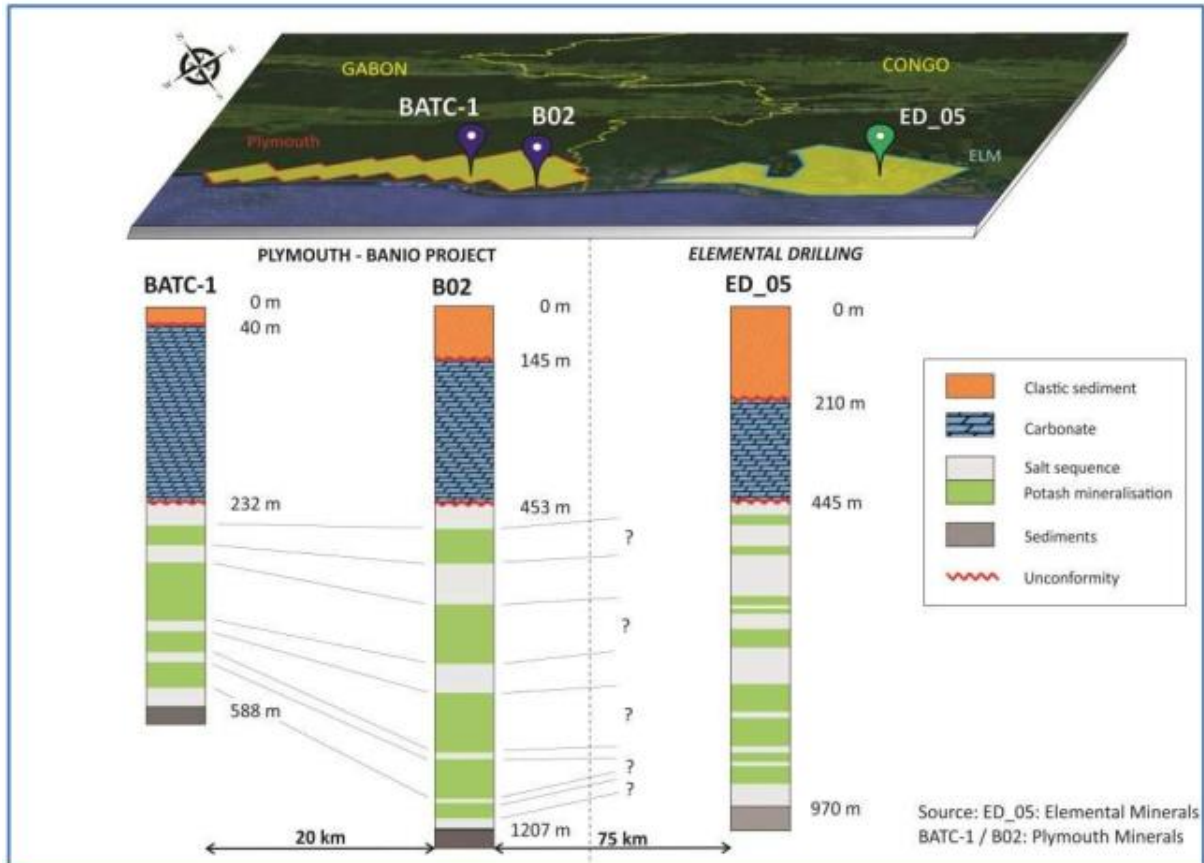 GABON
CONGO
BATC-1
B02
ED_05
Plymouth
ELM
PLYMOUTH - BANIO PROJECT
ELEMENTAL DRILLING
BATC-1
B02
ED_05
0 m
40 m
232 m
588 m
0 m
145 m
453 m
1207 m
0 m
210 m
445 m
970 m
?
?
?
?
?
Clastic sediment
Carbonate
Salt sequence
Potash mineralisation
Sediments
Unconformity
20 km
75 km
Source: ED_05: Elemental Minerals
BATC-1 / B02: Plymouth Minerals